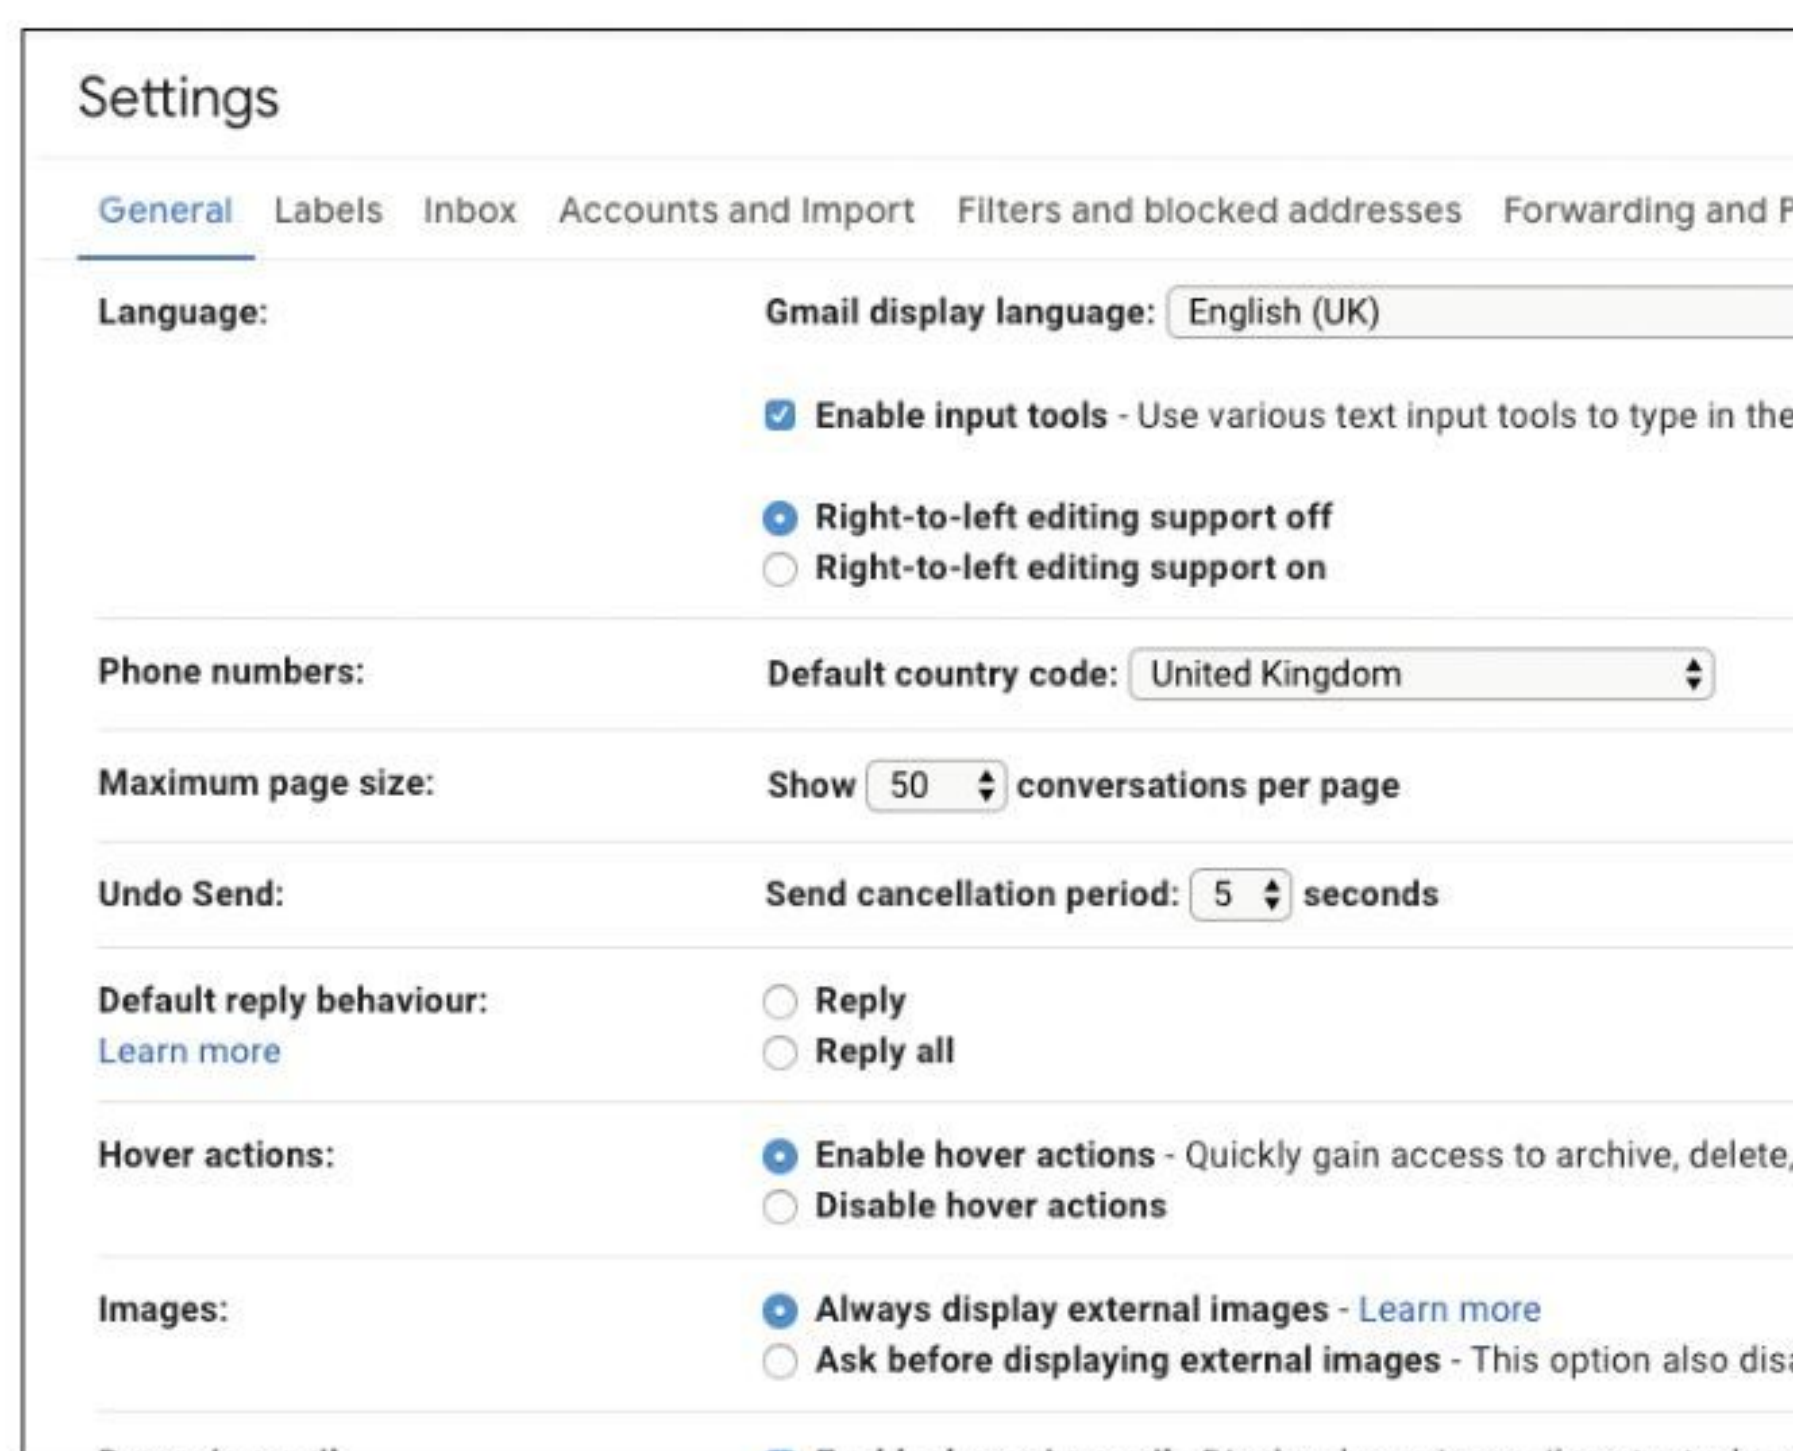 Settings
General Labels Inbox Accounts and Import Filters and blocked addresses Forwarding and
Language: Gmail display language: English (UK)
Enable input tools - Use various text input tools to type in the
Right-to-left editing support off
Right-to-left editing support on
Phone numbers: Default country code: United Kingdom
Maximum page size: Show 50 conversations per page
Undo Send: Send cancellation period: 5 seconds
Default reply behaviour: Reply
Learn more Reply all
Hover actions: Enable hover actions - Quickly gain access to archive, delete,
Disable hover actions
Images: Always display external images - Learn more
Ask before displaying external images - This option also